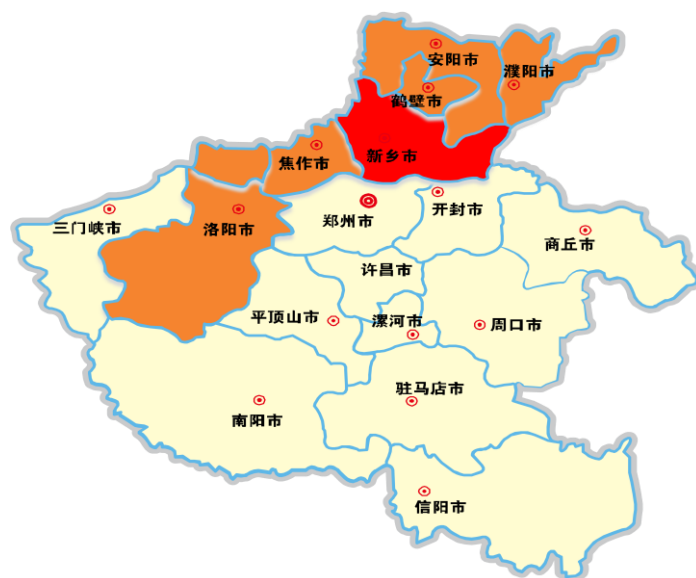 安阳市
濮阳市
鹤壁市
新乡市
焦作市
三门峡市
洛阳市
郑州市
开封市
商丘市
许昌市
平顶山市
漯河市
周口市
驻马店市
南阳市
信阳市